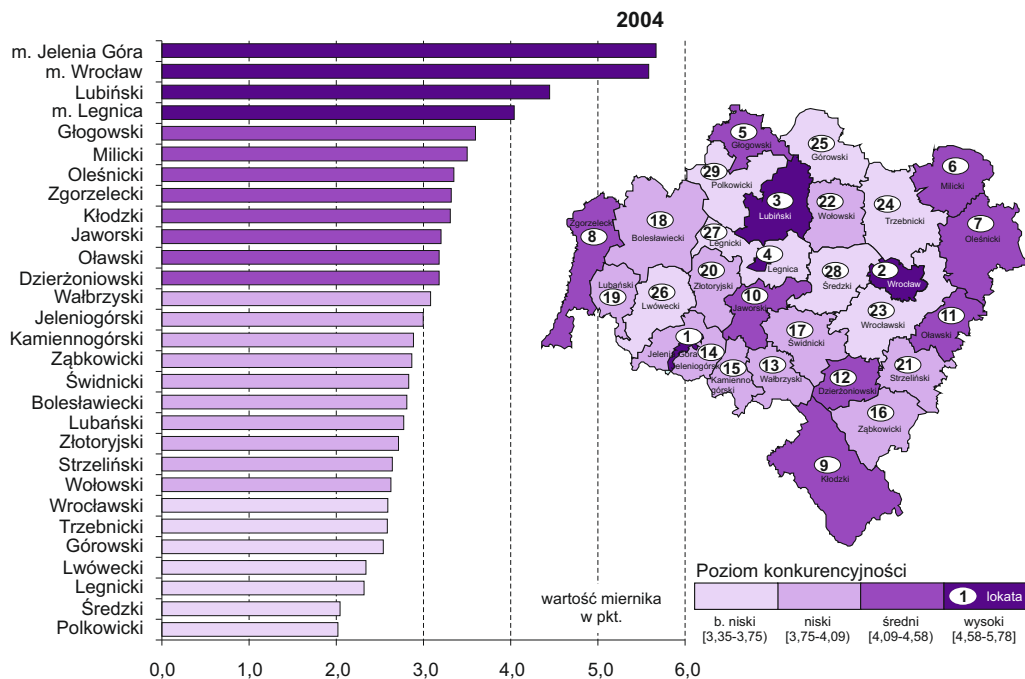 2004
m. Jelenia Góra
m. Wrocław
Lubiński
m. Legnica
Głogowski
Milicki
Oleśnicki
Zgorzelecki
Kłodzki
Jaworski
Oławski
Dzierżoniowski
Wałbrzyski
Jeleniogórski
Kamiennogórski
Ząbkowicki
Świdnicki
Bolesławiecki
Lubański
Złotoryjski
Strzeliński
Wołowski
Wrocławski
Trzebnicki
Górowski
Lwówecki
Legnicki
Średzki
Polkowicki
0,0 1,0 2,0 3,0 4,0 5,0 6,0
wartość miernika
w pkt.
5
Głogowski
25
Górowski
6
Milicki
29
Polkowicki
3
Lubiński
22
Wołowski
24
Trzebnicki
7
Oleśnicki
Zgorzelecki
8
18
Bolesławiecki
27
Legnicki
4
Legnica
28
Średzki
2
Wrocław
Lubański
19
26
Lwówecki
20
Złotoryjski
10
Jaworski
23
Wrocławski
11
Oławski
1
Jelenia Góra
14
Jeleniogórski
15
Kamienno-
górski
13
Wałbrzyski
17
Świdnicki
12
Dzierżoniowski
21
Strzeliński
16
Ząbkowicki
9
Kłodzki
Poziom konkurencyjności
1 lokata
b. niski niski średni wysoki
[3,35-3,75] [3,75-4,09] [4,09-4,58] [4,58-5,78]